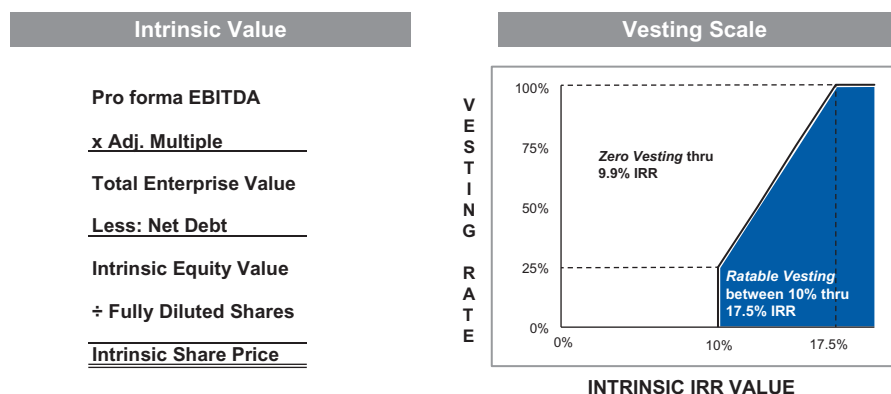 Intrinsic Value
Pro forma EBITDA
x Adj. Multiple
Total Enterprise Value
Less: Net Debt
Intrinsic Equity Value
÷ Fully Diluted Shares
Intrinsic Share Price
Vesting Scale
VESTING RATE
100%
75%
50%
25%
0%
Zero Vesting thru
9.9% IRR
Ratable Vesting
between 10% thru
17.5% IRR
0%
10%
17.5%
INTRINSIC IRR VALUE